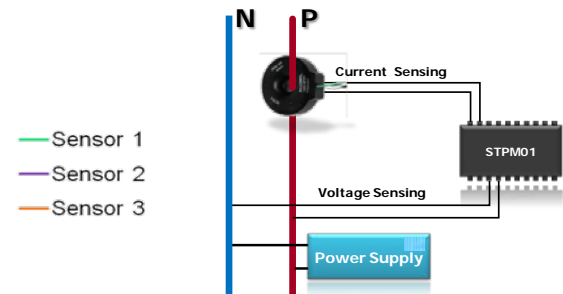 N P
Current Sensing
STPM01
Sensor 1
Sensor 2
Sensor 3
Voltage Sensing
Power Supply